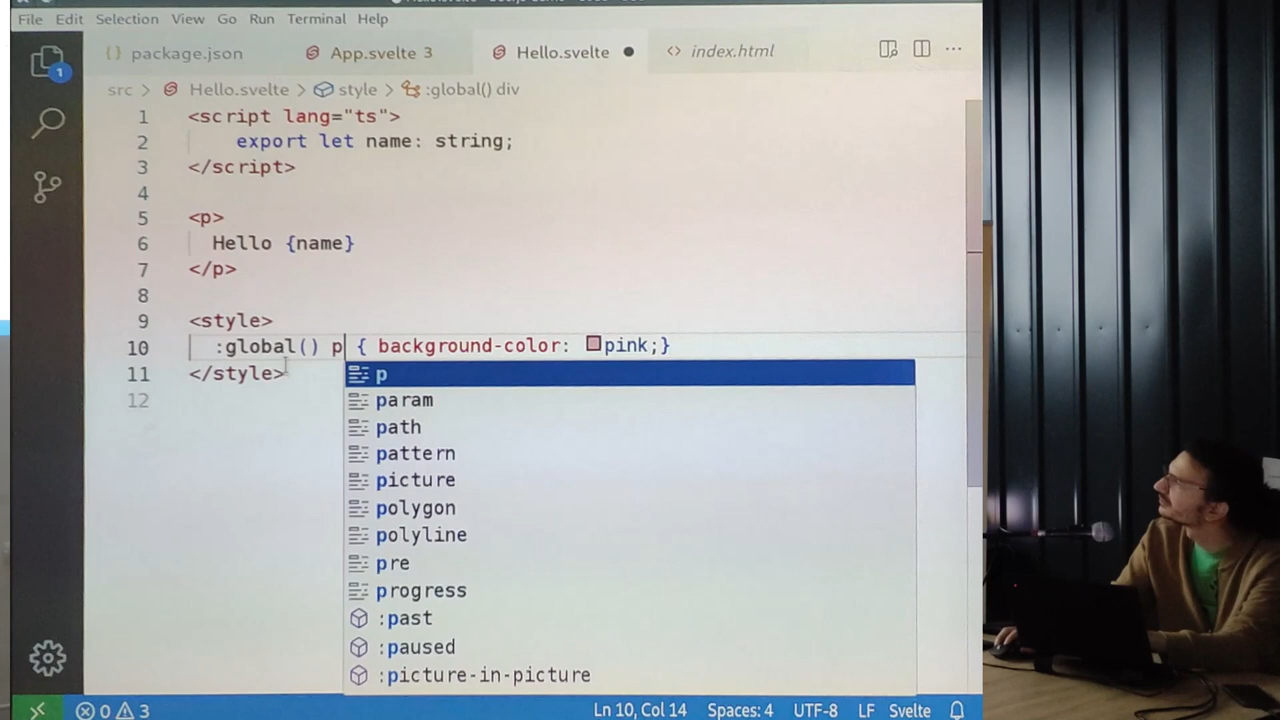 File Edit Selection View Go Run Terminal Help
{} package.json App.svelte 3 Hello.svelte ● <> index.html ···
src > Hello.svelte > style > :global() div
1 <script lang="ts">
2 export let name: string;
3 </script>
4
5 <p>
6 Hello {name}
7 </p>
8
9 <style>
10 :global() p { background-color: pink;}
11 </style>
12
p
param
path
pattern
picture
polygon
polyline
pre
progress
:past
:paused
:picture-in-picture
1
0 3 Ln 10, Col 14 Spaces: 4 UTF-8 LF Svelte